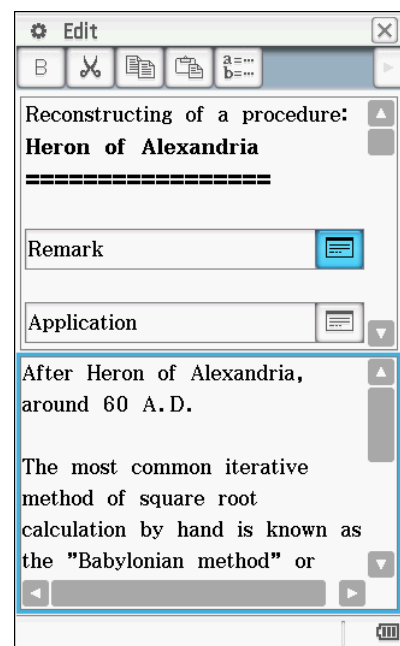 Edit
B
a=...
b=...
Reconstructing of a procedure:
Heron of Alexandria
==================
Remark
Application
After Heron of Alexandria,
around 60 A.D.
The most common iterative
method of square root
calculation by hand is known as
the "Babylonian method" or